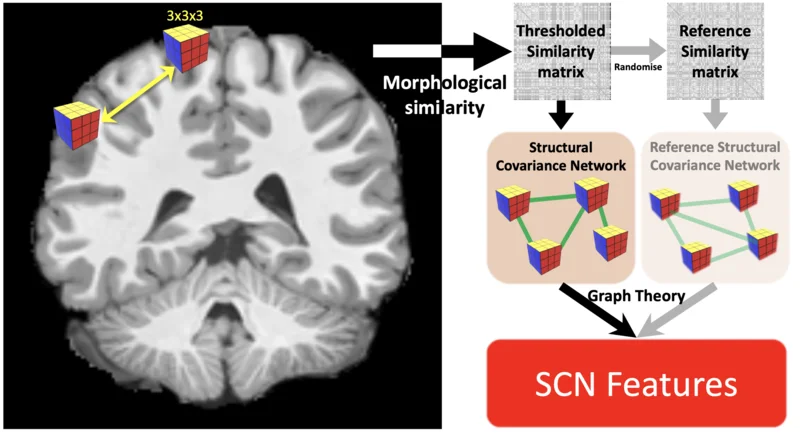 3x3x3
Morphological
similarity
Thresholded
Similarity
matrix
Randomise
Reference
Similarity
matrix
Structural
Covariance Network
Reference Structural
Covariance Network
Graph Theory
SCN Features